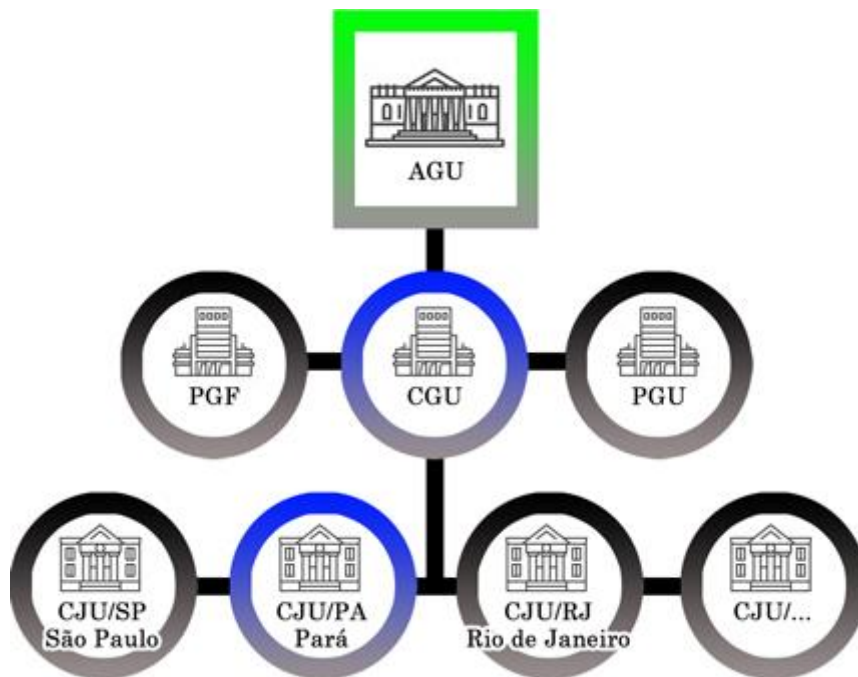 AGU
PGF
CGU
PGU
CJU/SP
São Paulo
CJU/PA
Pará
CJU/RJ
Rio de Janeiro
CJU/...